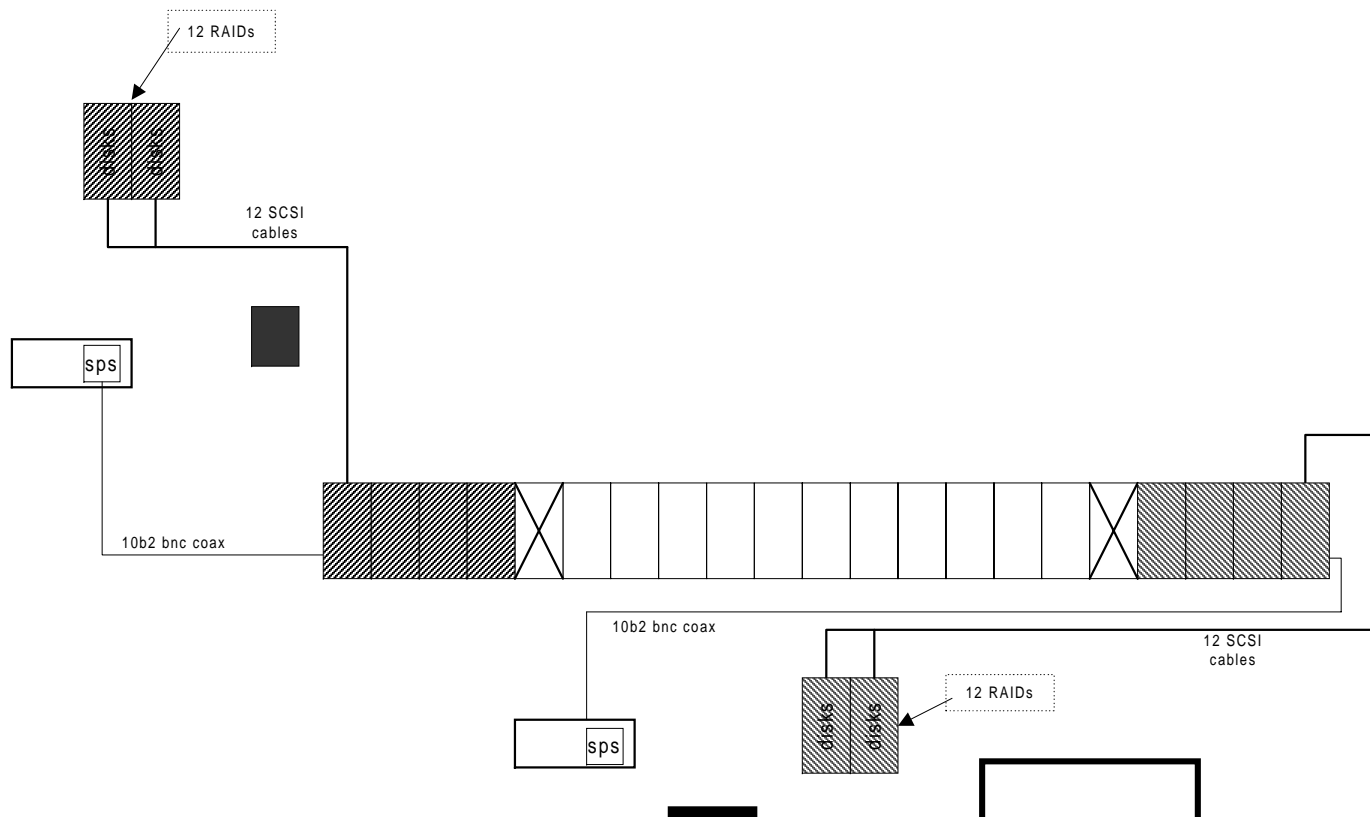 12 RAIDs
disks
disks
12 SCSI
cables
sps
10b2 bnc coax
10b2 bnc coax
12 SCSI
cables
12 RAIDs
disks
disks
sps